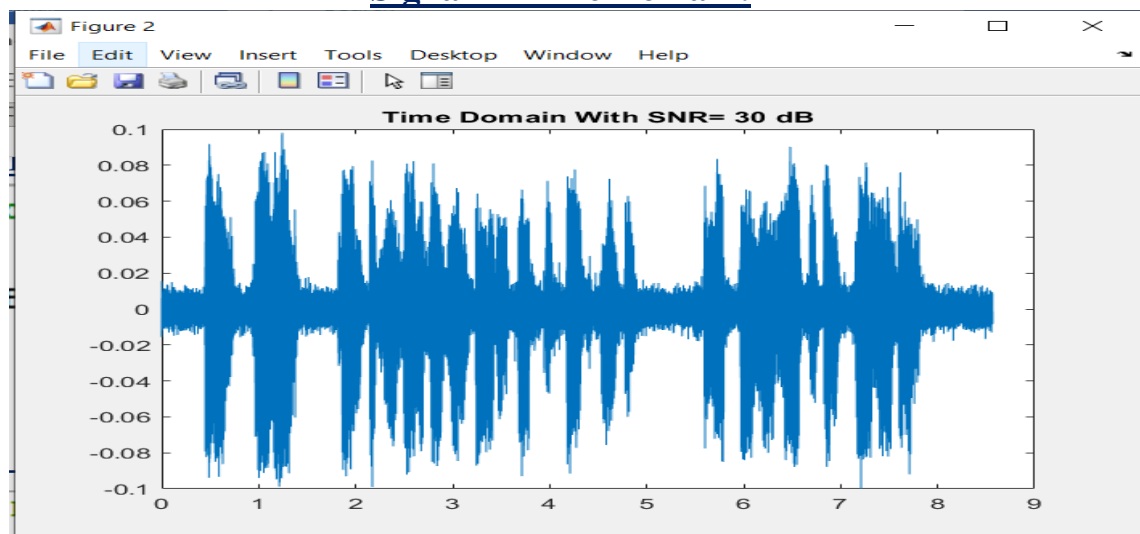 Figure 2
File Edit View Insert Tools Desktop Window Help
Time Domain With SNR= 30 dB
0.1
0.08
0.06
0.04
0.02
0
-0.02
-0.04
-0.06
-0.08
-0.1
0 1 2 3 4 5 6 7 8 9